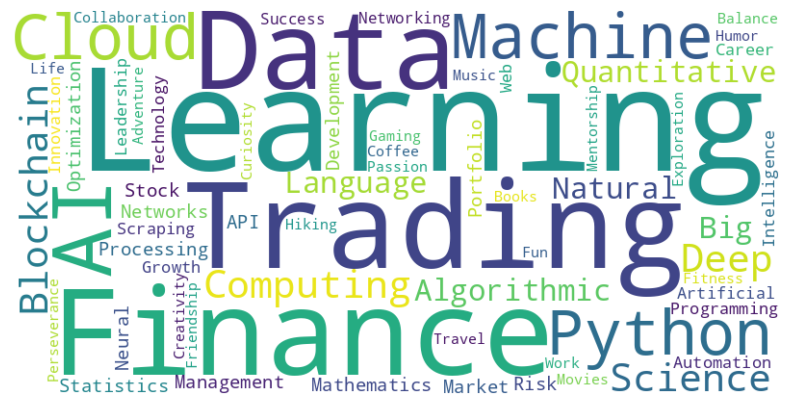 Cloud
Collaboration
Data
Success
Networking
Machine
Balance
Humor
Career
Life
Innovation
Optimization
Leadership
Adventure
Technology
Learning
Curiosity
Development
Music
Web
Quantitative
Gaming
Coffee
Passion
Mentorship
Exploration
Blockchain
AI
Stock
Networks
Scraping
Processing
Growth
API
Trading
Language
Hiking
Portfolio
Books
Natural
Fun
Big
Deep
Intelligence
Fitness
Artificial
Programming
Perseverance
Finance
Neural
Creativity
Friendship
Computing
Algorithmic
Travel
Python
Work
Movies
Automation
Science
Statistics
Management
Mathematics
Market
Risk